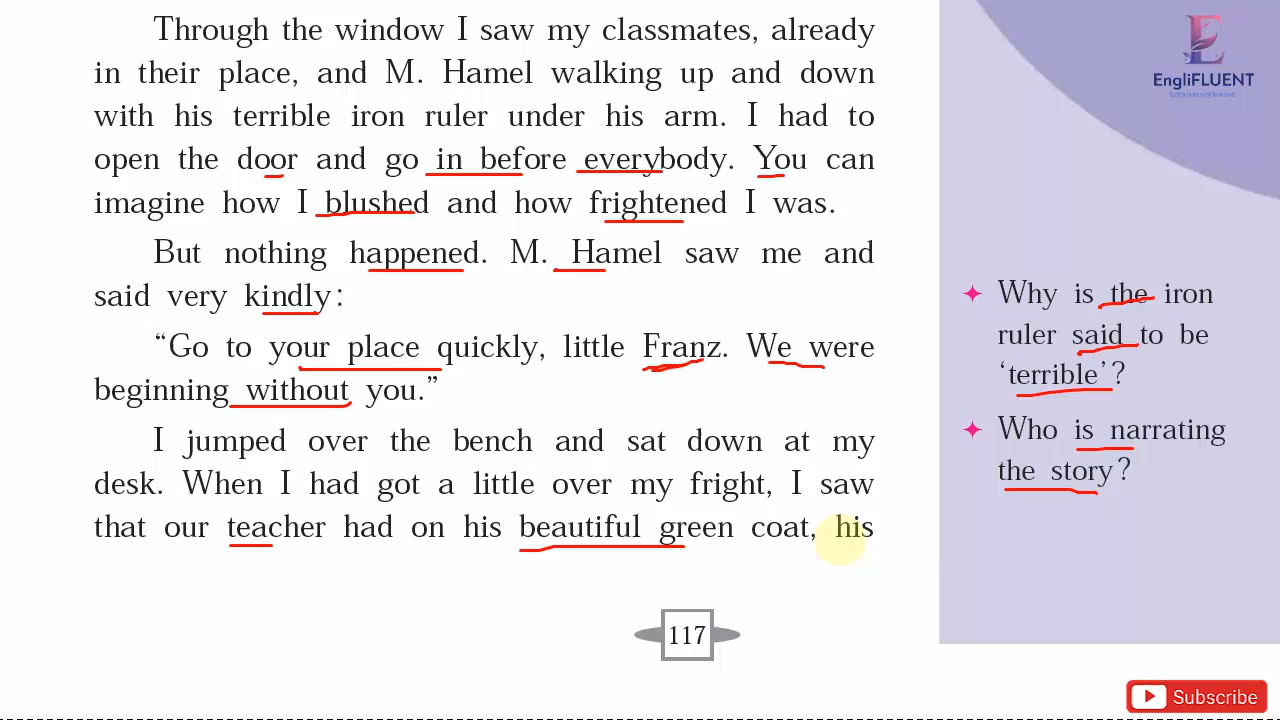 Through the window I saw my classmates, already
in their place, and M. Hamel walking up and down
with his terrible iron ruler under his arm. I had to
open the door and go in before everybody. You can
imagine how I blushed and how frightened I was.
But nothing happened. M. Hamel saw me and
said very kindly:
“Go to your place quickly, little Franz. We were
beginning without you.”
I jumped over the bench and sat down at my
desk. When I had got a little over my fright, I saw
that our teacher had on his beautiful green coat, his
117
EngliFLUENT
Why is the iron
ruler said to be
‘terrible’?
Who is narrating
the story?
Subscribe